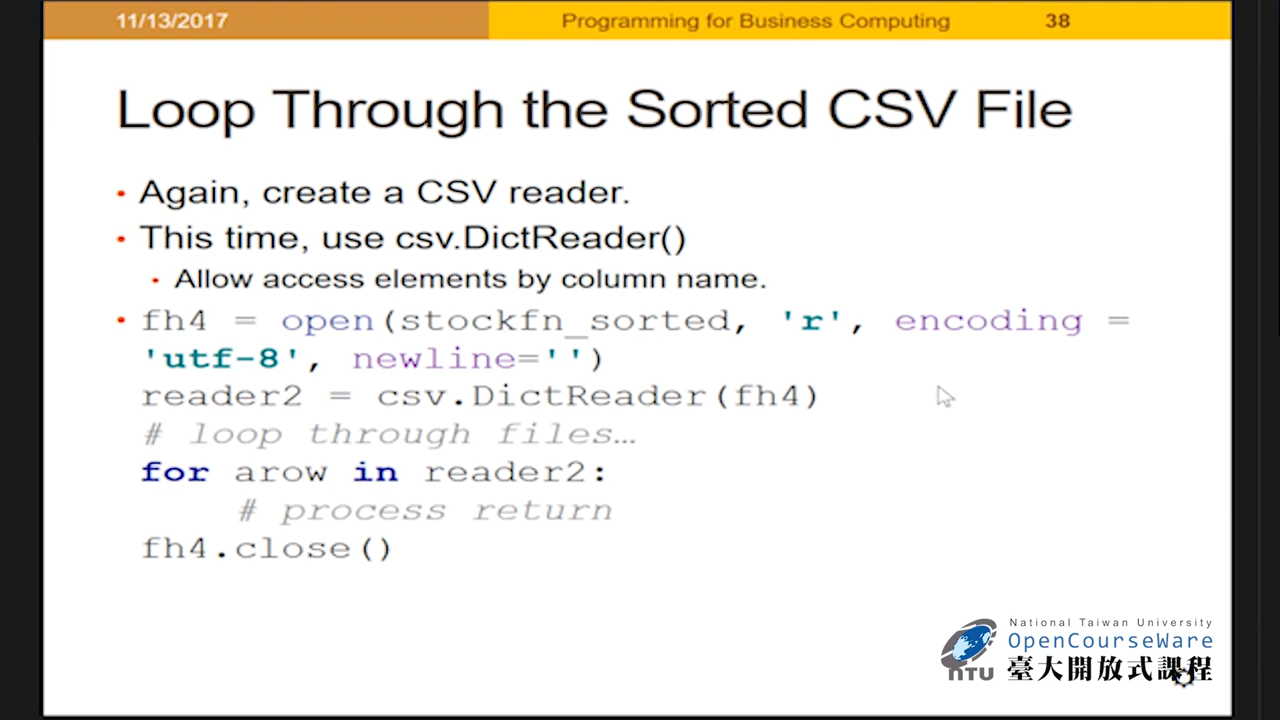 11/13/2017
Programming for Business Computing
38
Loop Through the Sorted CSV File
• Again, create a CSV reader.
• This time, use csv.DictReader()
• Allow access elements by column name.
• fh4 = open(stockfn_sorted, 'r', encoding =
'utf-8', newline='')
reader2 = csv.DictReader(fh4)
# loop through files…
for arow in reader2:
# process return
fh4.close()
National Taiwan University
OpenCourseWare
NTU
臺大開放式課程